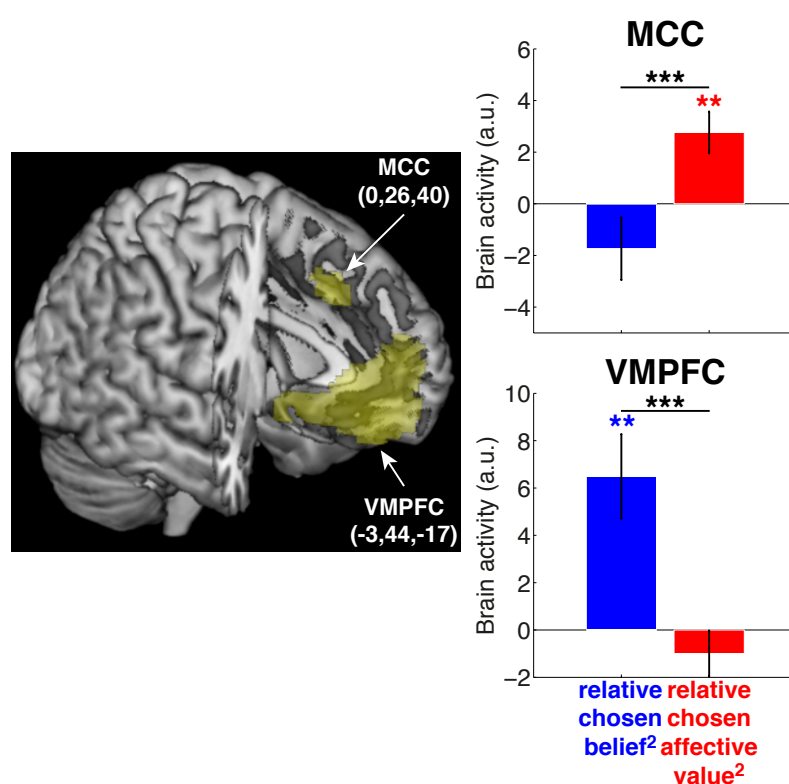 MCC
(0,26,40)
VMPFC
(-3,44,-17)
MCC
Brain activity (a.u.)
6
4
2
0
−2
−4
***
**
VMPFC
Brain activity (a.u.)
10
8
6
4
2
0
−2
***
**
relative
chosen
belief²
relative
chosen
affective
value²